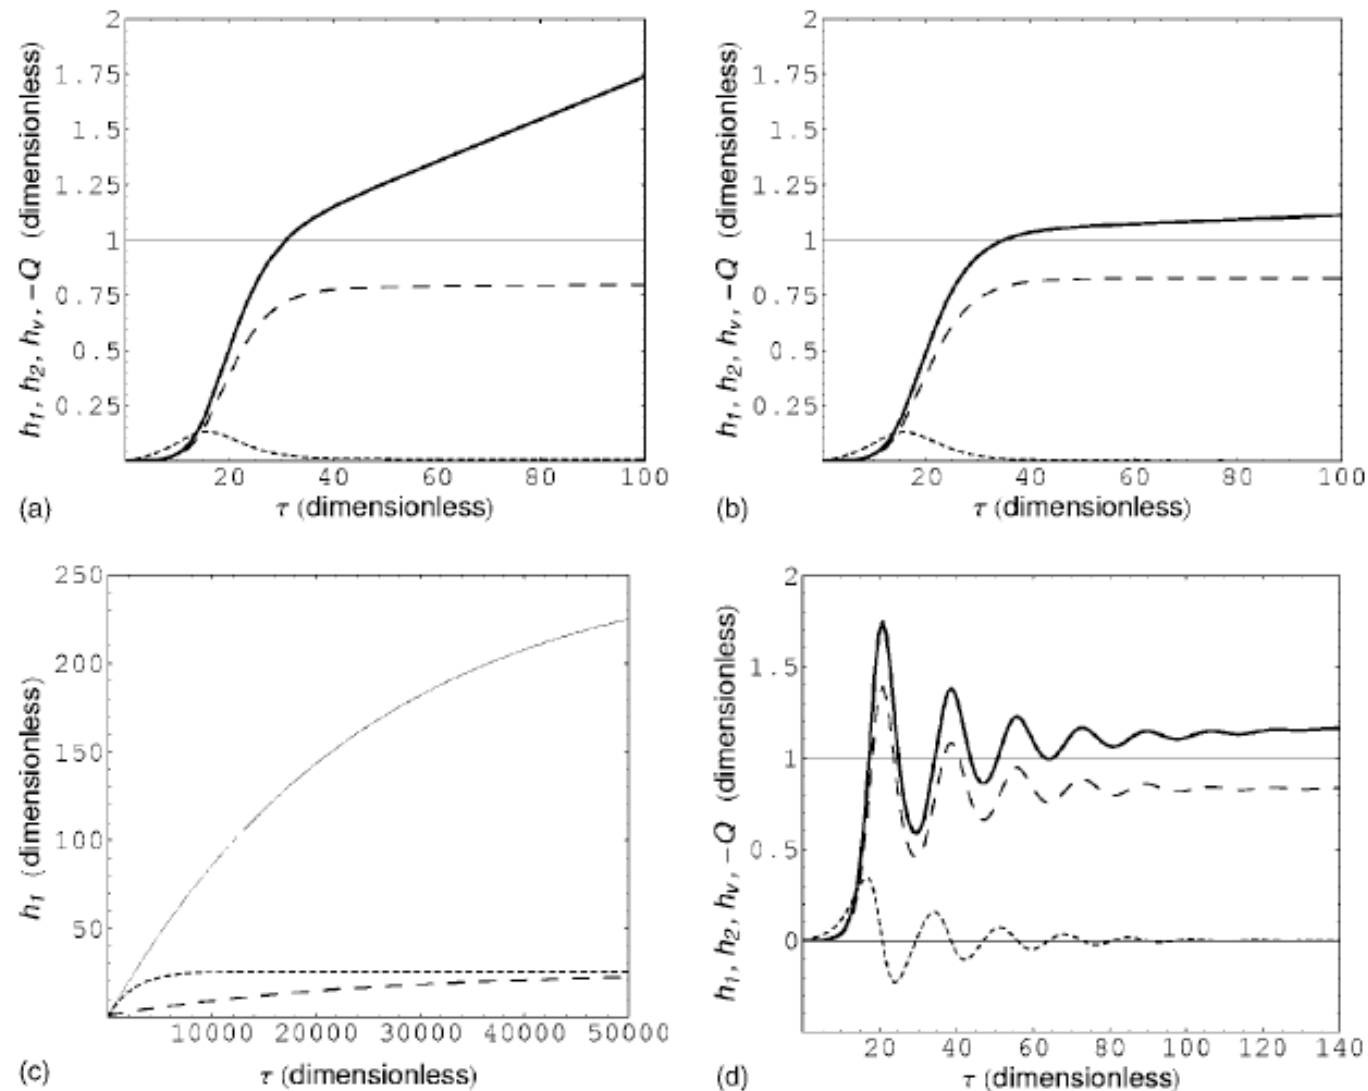 2
1.75
1.5
1.25
1
0.75
0.5
0.25
20 40 60 80 100
h₁, h₂, hᵥ, −Q (dimensionless)
τ (dimensionless)
(a)
2
1.75
1.5
1.25
1
0.75
0.5
0.25
20 40 60 80 100
h₁, h₂, hᵥ, −Q (dimensionless)
τ (dimensionless)
(b)
250
200
150
100
50
10000 20000 30000 40000 50000
h₁ (dimensionless)
τ (dimensionless)
(c)
2
1.5
1
0.5
0
20 40 60 80 100 120 140
h₁, h₂, hᵥ, −Q (dimensionless)
τ (dimensionless)
(d)